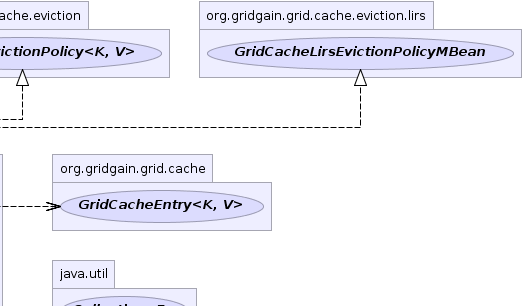 ache.eviction
org.gridgain.grid.cache.eviction.lirs
ictionPolicy<K, V>
GridCacheLirsEvictionPolicyMBean
org.gridgain.grid.cache
GridCacheEntry<K, V>
java.util